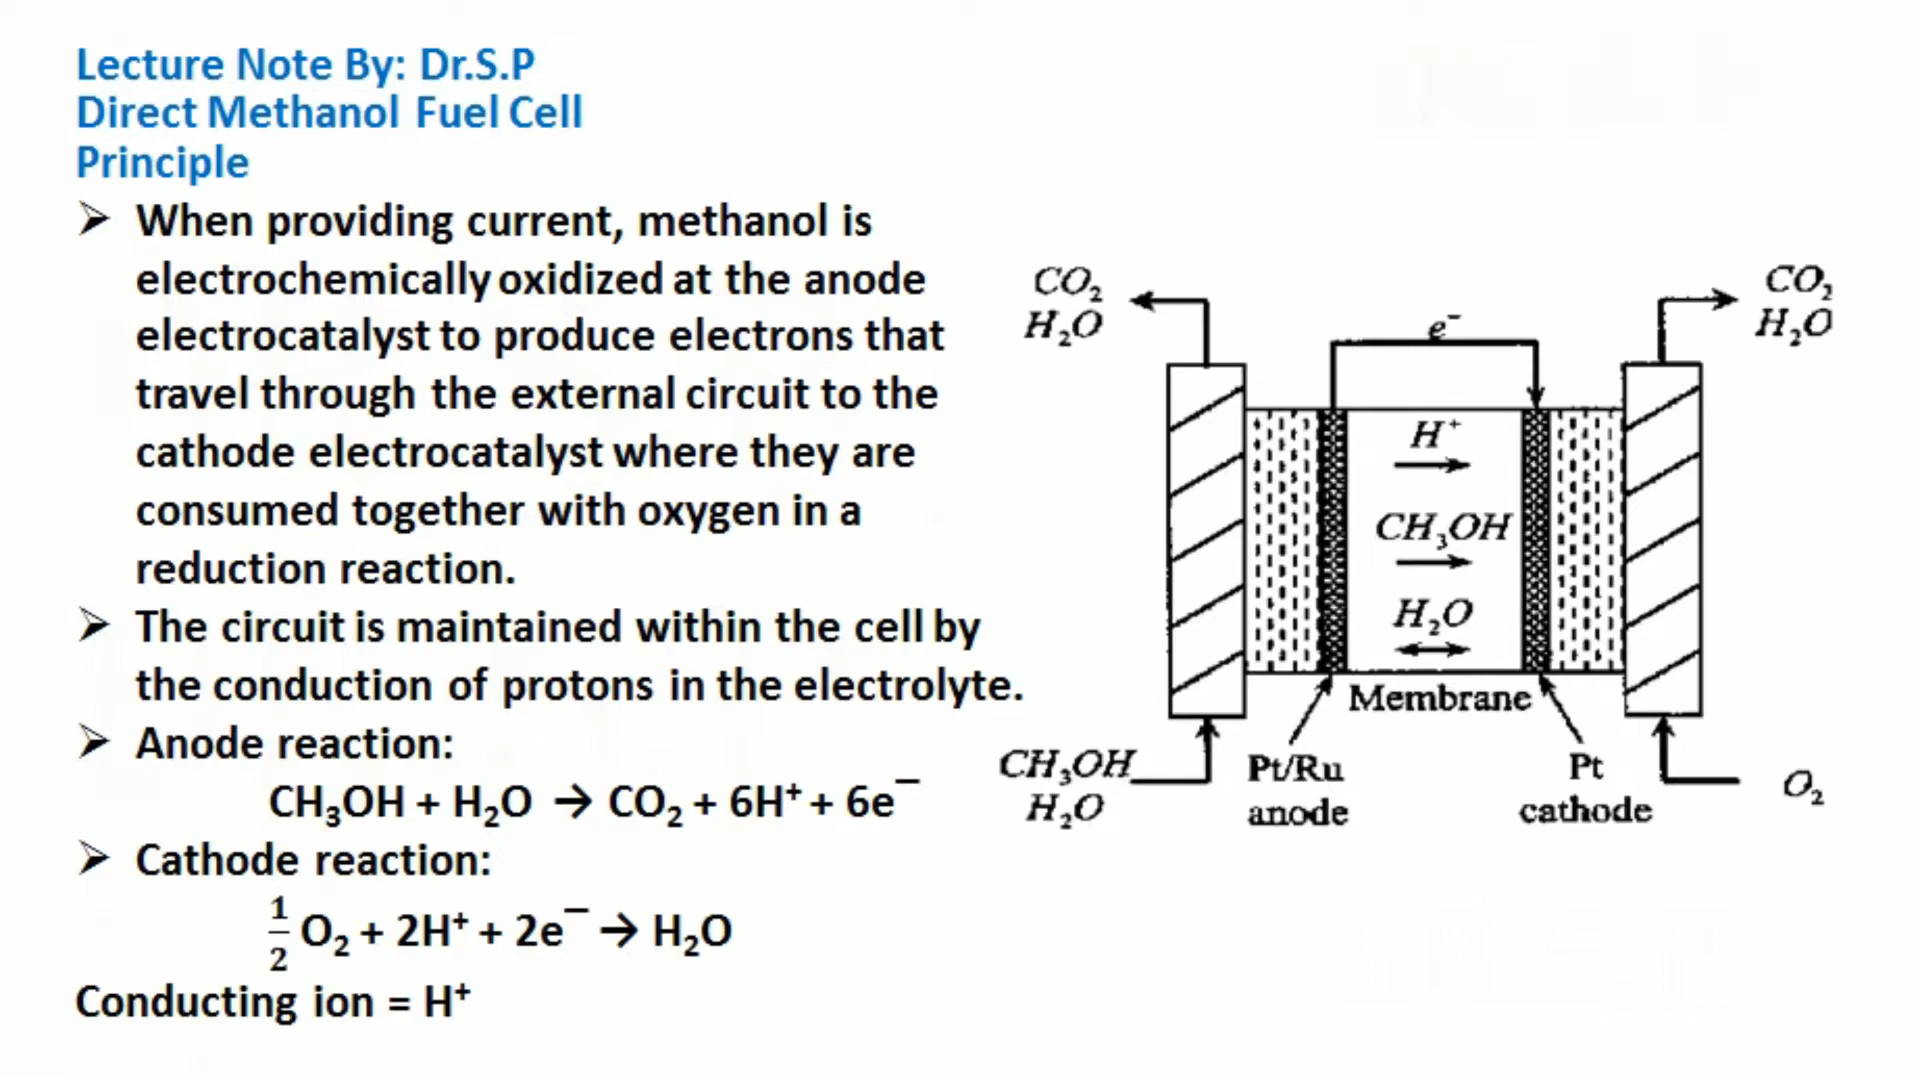 Lecture Note By: Dr.S.P
Direct Methanol Fuel Cell
Principle
➢ When providing current, methanol is
electrochemically oxidized at the anode
electrocatalyst to produce electrons that
travel through the external circuit to the
cathode electrocatalyst where they are
consumed together with oxygen in a
reduction reaction.
➢ The circuit is maintained within the cell by
the conduction of protons in the electrolyte.
➢ Anode reaction:
CH₃OH + H₂O → CO₂ + 6H⁺ + 6e⁻
➢ Cathode reaction:
½ O₂ + 2H⁺ + 2e⁻ → H₂O
Conducting ion = H⁺
CO₂
H₂O
e⁻
CO₂
H₂O
H⁺
CH₃OH
H₂O
Membrane
CH₃OH
H₂O
Pt/Ru
anode
Pt
cathode
O₂